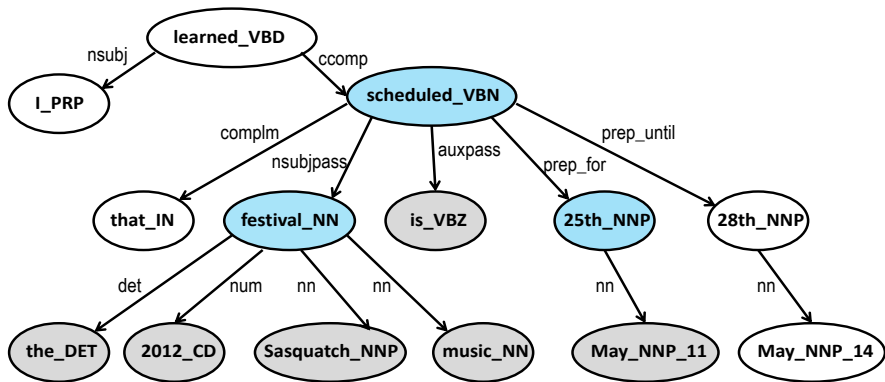 learned_VBD
nsubj ccomp
I_PRP scheduled_VBN
complm nsubjpass auxpass prep_for prep_until
that_IN festival_NN is_VBZ 25th_NNP 28th_NNP
det num nn nn nn nn
the_DET 2012_CD Sasquatch_NNP music_NN May_NNP_11 May_NNP_14